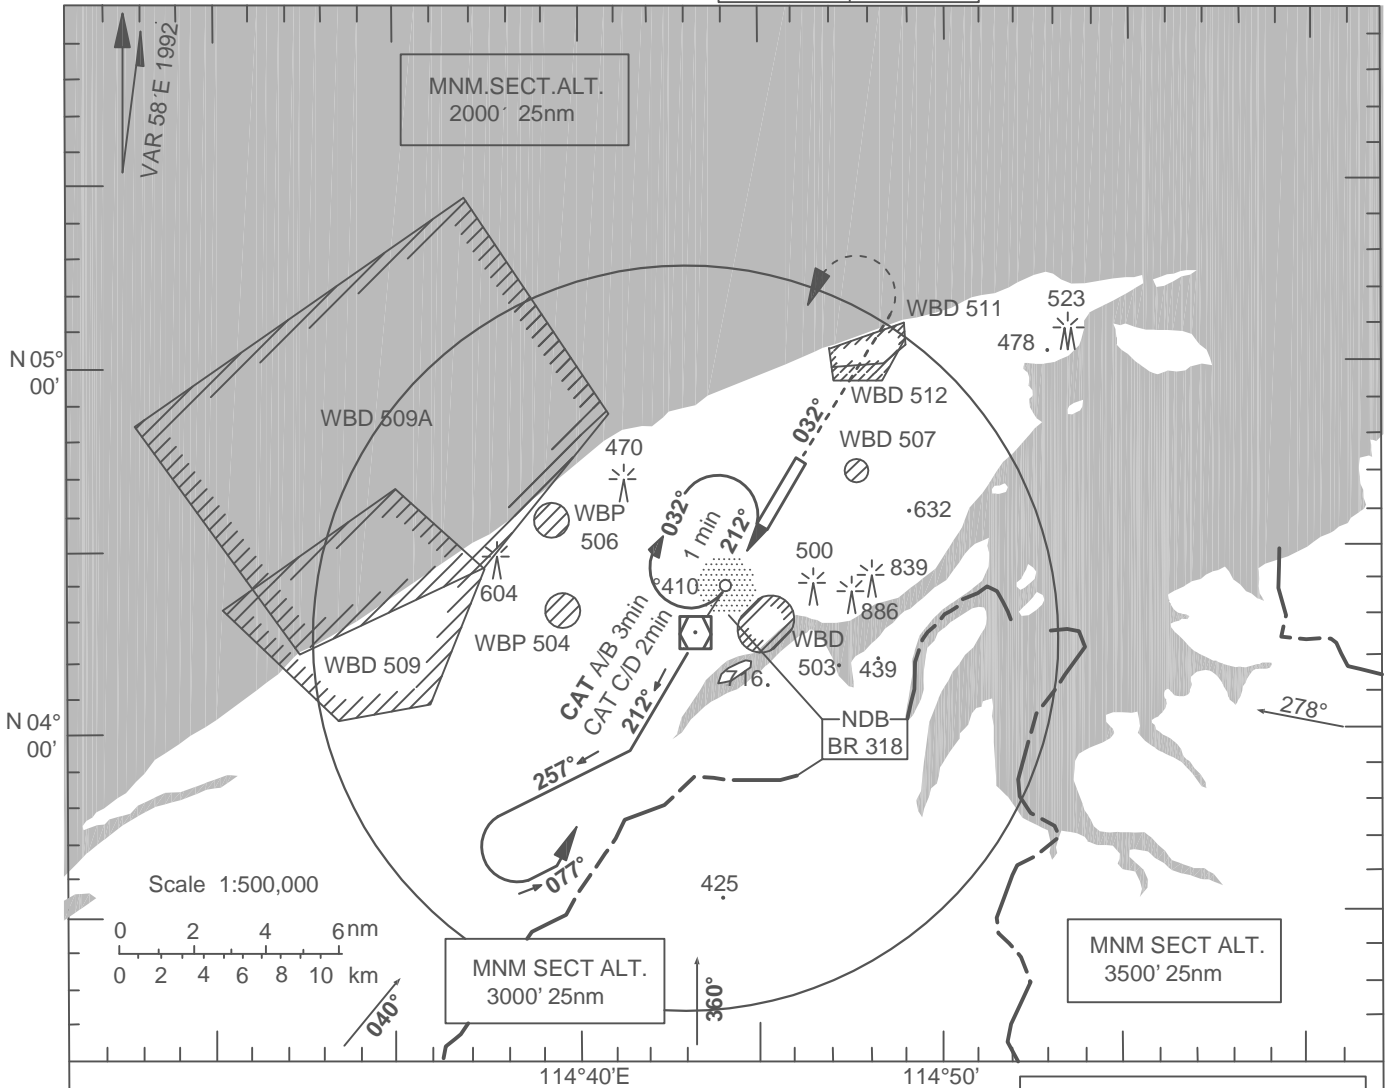 VAR 58´E 1992
MNM.SECT.ALT.
2000´ 25nm
523
WBD 511
478
N 05°
00’
WBD 512
032°
WBD 509A
WBD 507
470
032°
1 min
212°
632
WBP
506
500
839
604
°410
886
WBP 504
WBD
503
439
WBD 509
CAT A/B 3min
CAT C/D 2min
212°
716.
278°
N 04°
00’
NDB
BR 318
257°
077°
425
Scale 1:500,000
0 2 4 6 nm
0 2 4 6 8 10 km
040°
MNM SECT ALT.
3000’ 25nm
360°
MNM SECT ALT.
3500’ 25nm
114°40’E
114°50’